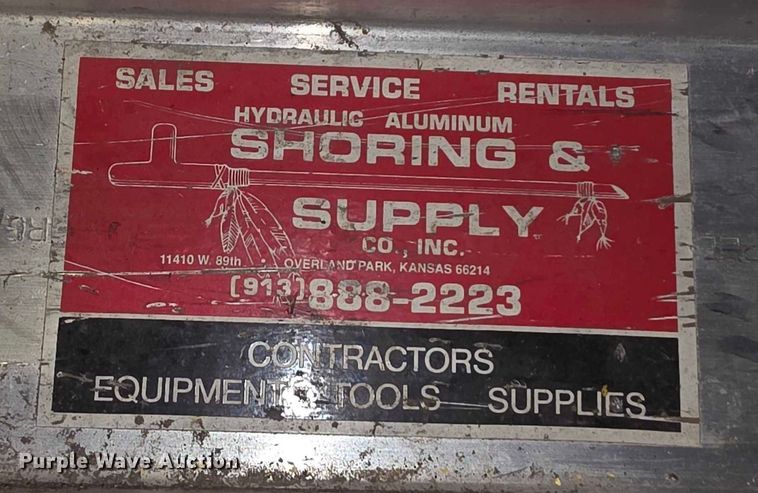 SALES SERVICE RENTALS
HYDRAULIC ALUMINUM
SHORING &
SUPPLY
CO., INC.
11410 W. 89th OVERLAND PARK, KANSAS 66214
(913) 888-2223
CONTRACTORS
EQUIPMENT TOOLS SUPPLIES
Purple Wave Auction